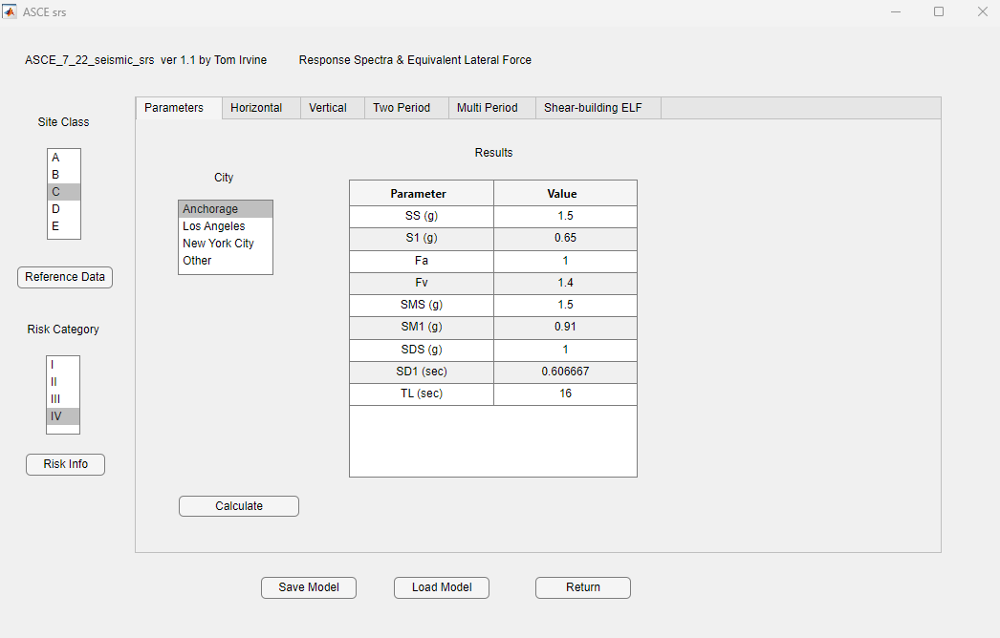 ASCE srs
ASCE_7_22_seismic_srs ver 1.1 by Tom Irvine
Response Spectra & Equivalent Lateral Force
Site Class
A
B
C
D
E
Reference Data
Risk Category
I
II
III
IV
Risk Info
Parameters Horizontal Vertical Two Period Multi Period Shear-building ELF
City
Anchorage
Los Angeles
New York City
Other
Results
Parameter Value
SS (g) 1.5
S1 (g) 0.65
Fa 1
Fv 1.4
SMS (g) 1.5
SM1 (g) 0.91
SDS (g) 1
SD1 (sec) 0.606667
TL (sec) 16
Calculate
Save Model Load Model Return